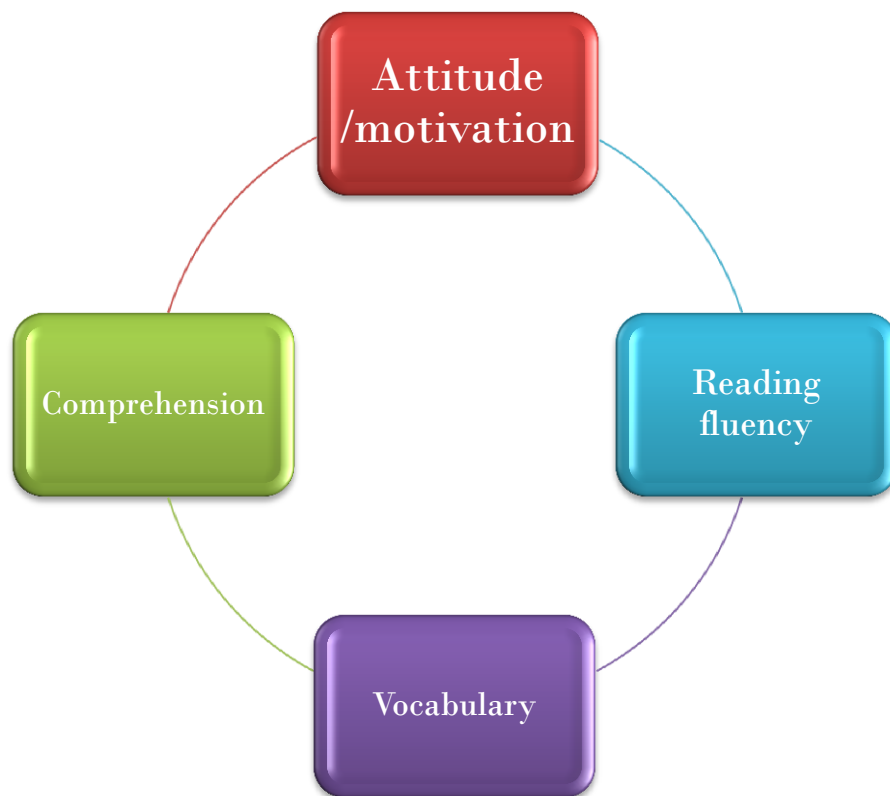 Attitude
/motivation
Reading
fluency
Vocabulary
Comprehension